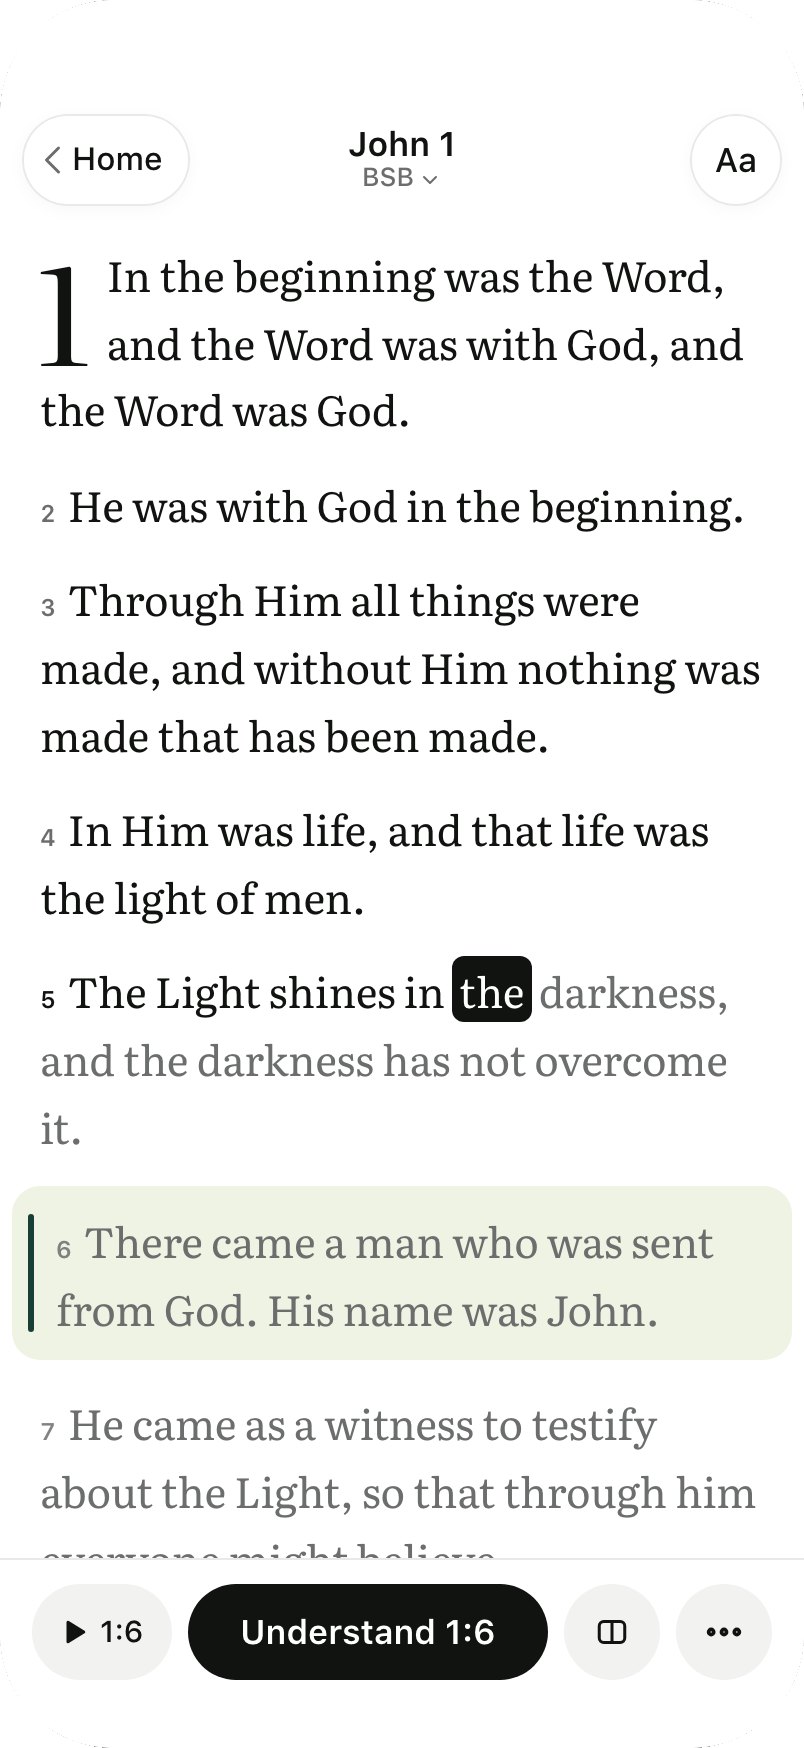 Home
John 1
BSB
Aa
1 In the beginning was the Word,
and the Word was with God, and
the Word was God.
2 He was with God in the beginning.
3 Through Him all things were
made, and without Him nothing was
made that has been made.
4 In Him was life, and that life was
the light of men.
5 The Light shines in the darkness,
and the darkness has not overcome
it.
6 There came a man who was sent
from God. His name was John.
7 He came as a witness to testify
about the Light, so that through him
everyone might believe
1:6
Understand 1:6